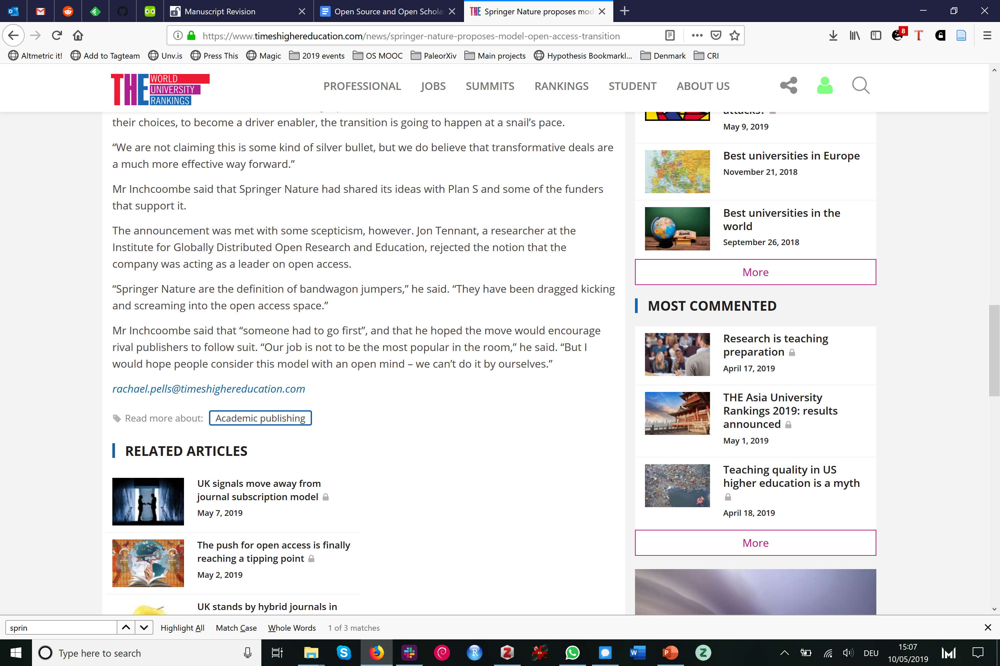 Manuscript Revision
Open Source and Open Schola
THE
Springer Nature proposes mod
https://www.timeshighereducation.com/news/springer-nature-proposes-model-open-access-transition
8
Altmetric it!
Add to Tagteam
Unv.is
Press This
Magic
2019 events
OS MOOC
PaleorXiv
Main projects
Hypothesis Bookmarkl...
Denmark
CRI
THE WORLD
UNIVERSITY
RANKINGS
PROFESSIONAL
JOBS
SUMMITS
RANKINGS
STUDENT
ABOUT US
their choices, to become a driver enabler, the transition is going to happen at a snail’s pace.
“We are not claiming this is some kind of silver bullet, but we do believe that transformative deals are
a much more effective way forward.”
Mr Inchcoombe said that Springer Nature had shared its ideas with Plan S and some of the funders
that support it.
The announcement was met with some scepticism, however. Jon Tennant, a researcher at the
Institute for Globally Distributed Open Research and Education, rejected the notion that the
company was acting as a leader on open access.
“Springer Nature are the definition of bandwagon jumpers,” he said. “They have been dragged kicking
and screaming into the open access space.”
Mr Inchcoombe said that “someone had to go first”, and that he hoped the move would encourage
rival publishers to follow suit. “Our job is not to be the most popular in the room,” he said. “But I
would hope people consider this model with an open mind – we can’t do it by ourselves.”
rachael.pells@timeshighereducation.com
Read more about:
Academic publishing
RELATED ARTICLES
UK signals move away from
journal subscription model
May 7, 2019
The push for open access is finally
reaching a tipping point
May 2, 2019
UK stands by hybrid journals in
attacks?
May 9, 2019
Best universities in Europe
November 21, 2018
Best universities in the
world
September 26, 2018
More
MOST COMMENTED
Research is teaching
preparation
April 17, 2019
THE Asia University
Rankings 2019: results
announced
May 1, 2019
Teaching quality in US
higher education is a myth
April 18, 2019
More
sprin
Highlight All
Match Case
Whole Words
1 of 3 matches
Type here to search
DEU
15:07
10/05/2019